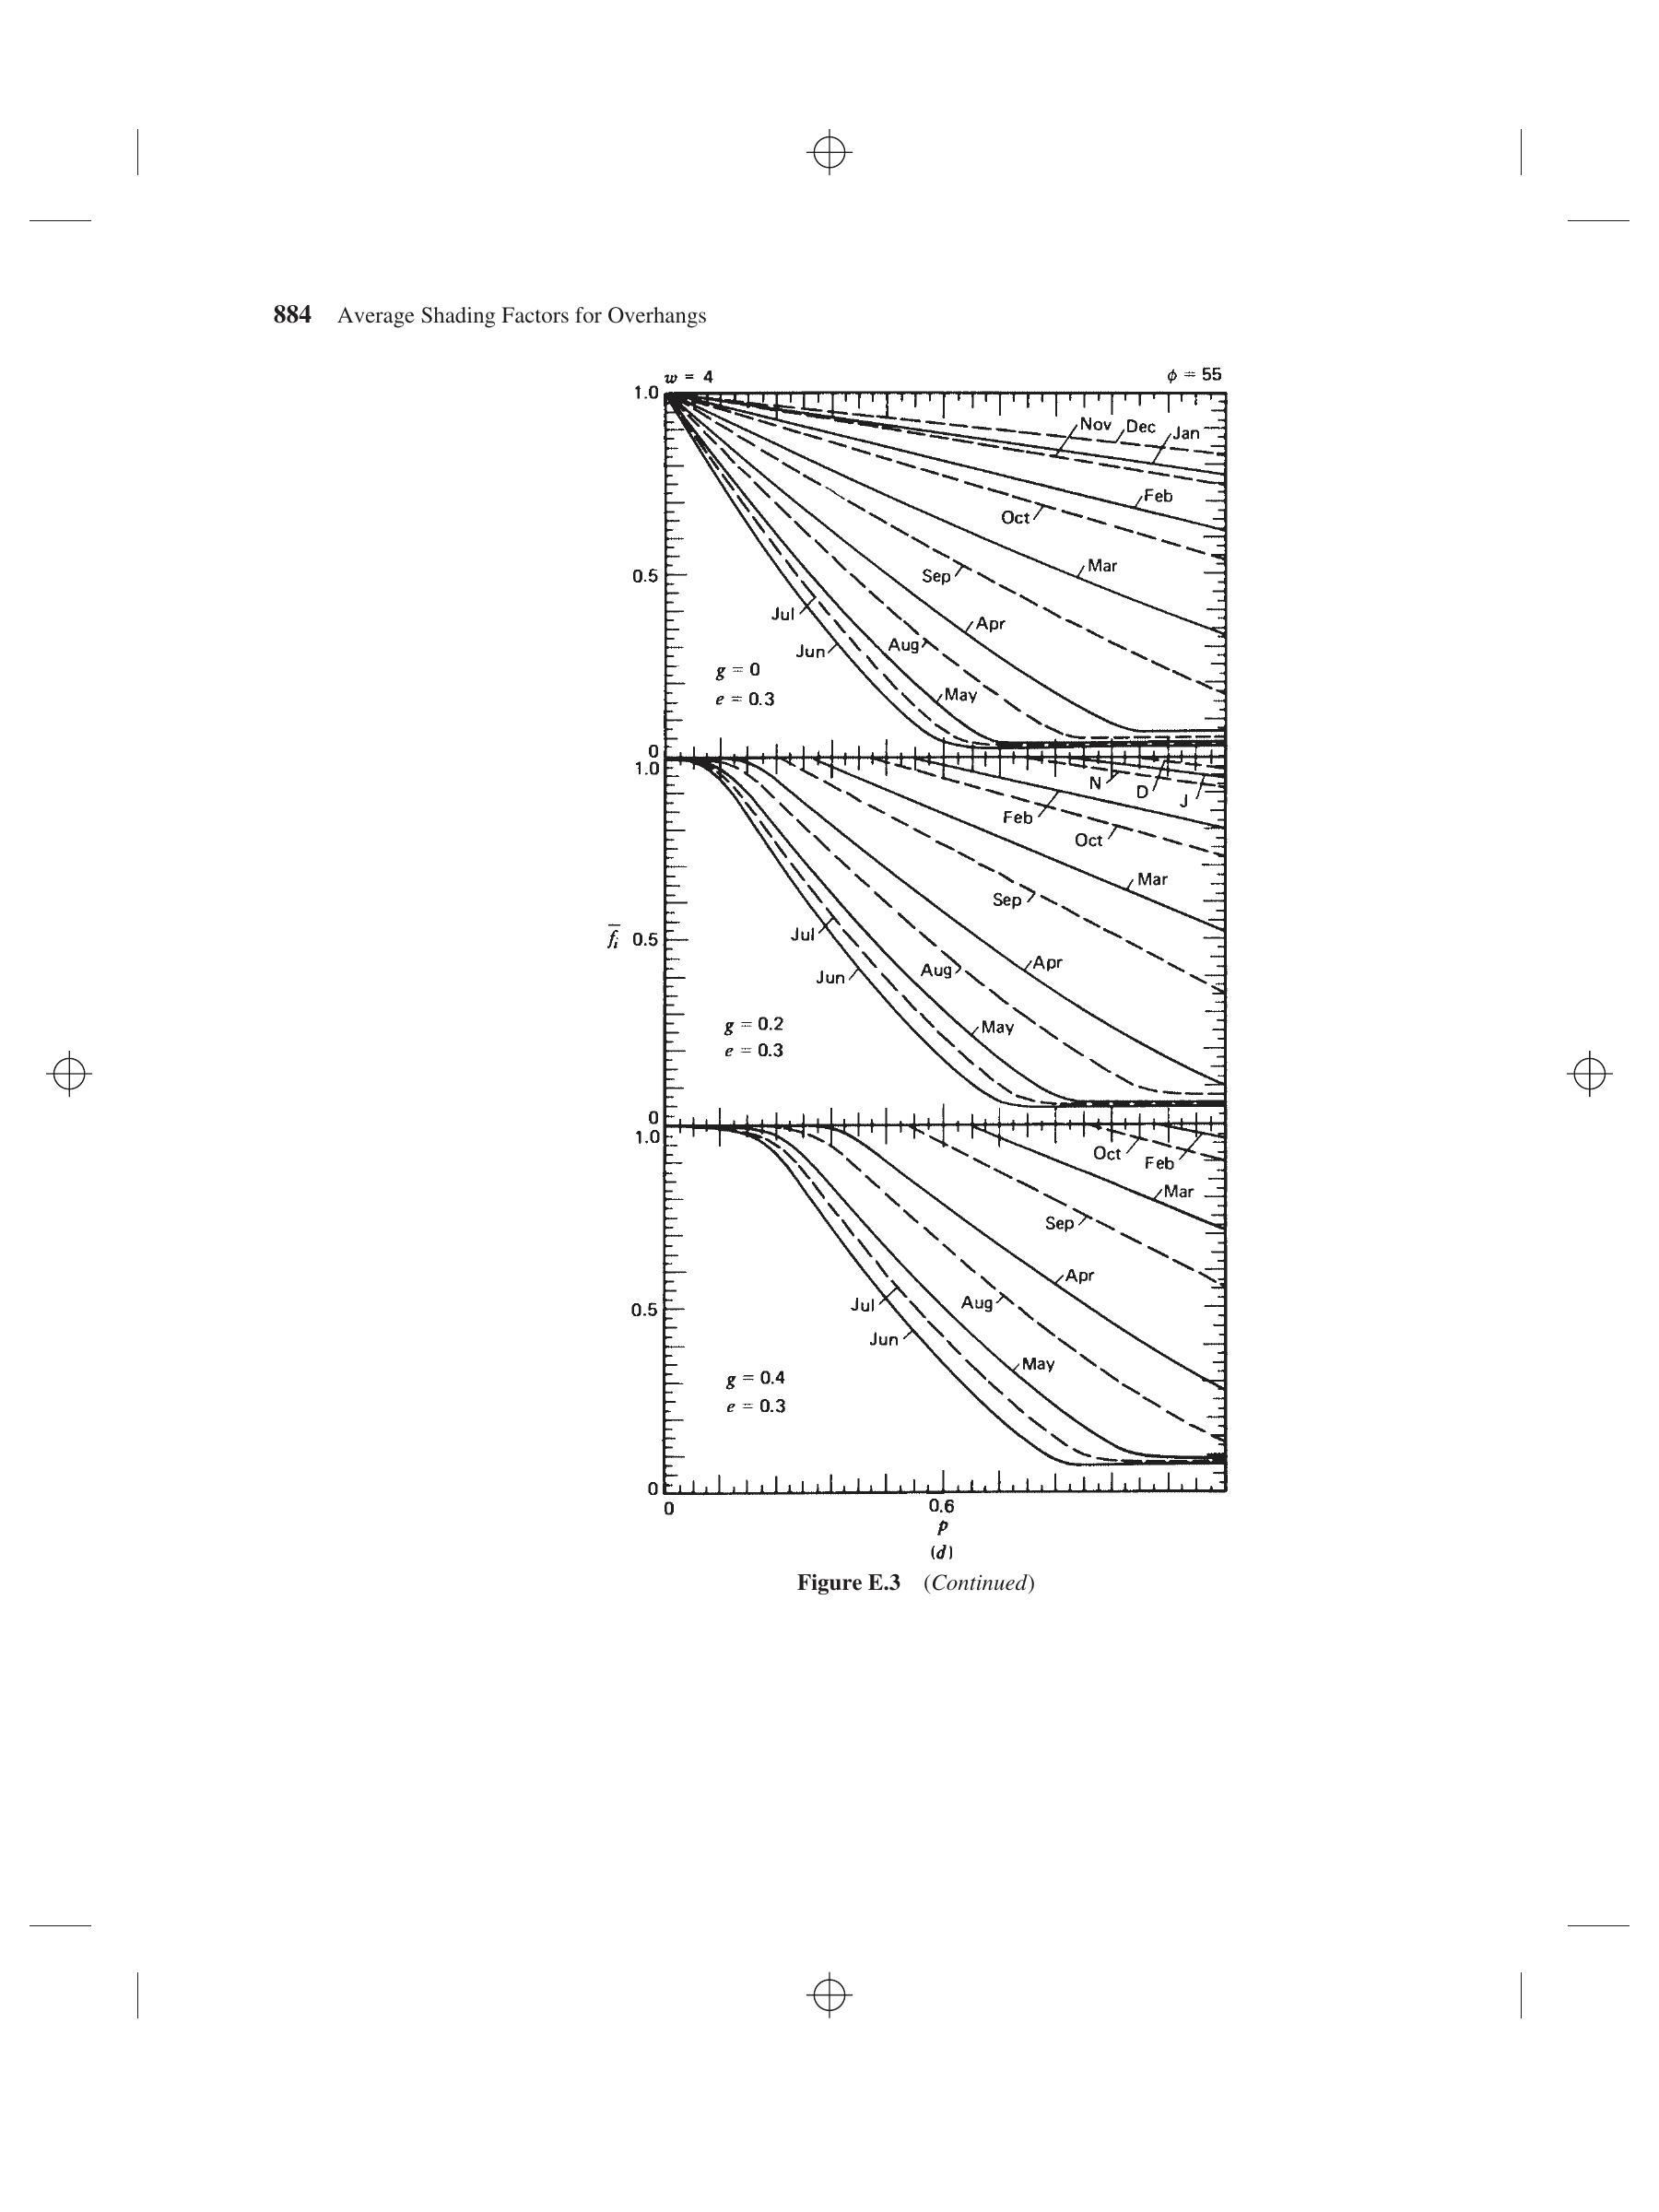 884 Average Shading Factors for Overhangs
w = 4 ϕ = 55
1.0
Nov Dec Jan
Feb
Oct
Mar
Sep
0.5
Jul
Apr
Jun
Aug
g = 0
May
e = 0.3
0
1.0
N D J
Feb
Oct
Mar
Sep
f̅i 0.5
Jul
Apr
Aug
Jun
g = 0.2
May
e = 0.3
0
1.0
Oct Feb
Mar
Sep
Apr
0.5
Jul
Aug
Jun
May
g = 0.4
e = 0.3
0
0 0.6
p
(d)
Figure E.3 (Continued)